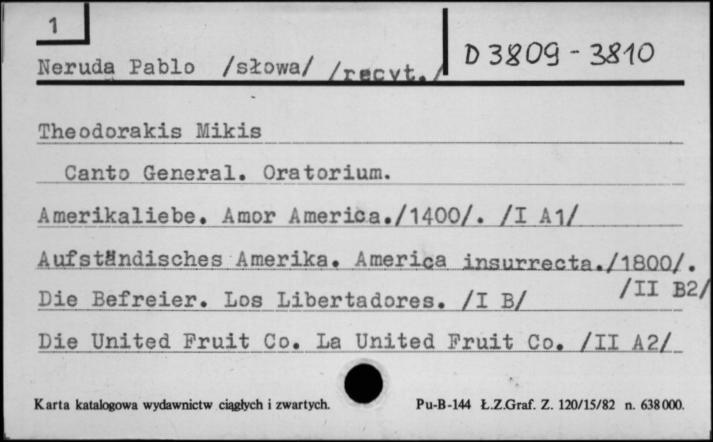 1
D 3809 - 3810
Neruda Pablo /słowa/ /recyt./
Theodorakis Mikis
Canto General. Oratorium.
Amerikaliebe. Amor America./1400/. /I A1/
Aufständisches Amerika. America insurrecta./1800/.
/II B2/
Die Befreier. Los Libertadores. /I B/
Die United Fruit Co. La United Fruit Co. /II A2/
Karta katalogowa wydawnictw ciągłych i zwartych. Pu-B-144 Ł.Z.Graf. Z. 120/15/82 n. 638000.